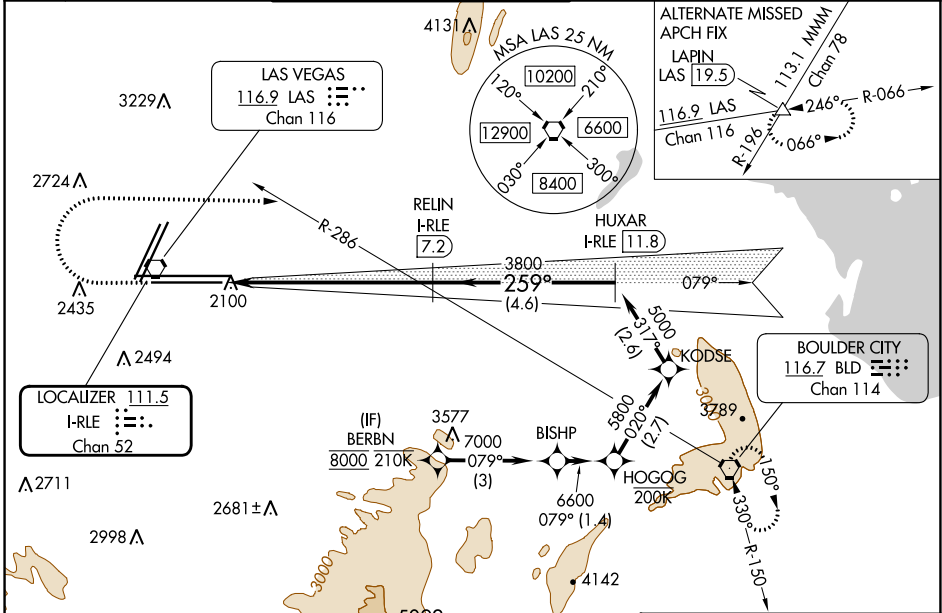 4131
ALTERNATE MISSED
APCH FIX
LAPIN
LAS 19.5
113.1 MMM
Chan 78
246°
R-066
116.9 LAS
Chan 116
066°
R-196
MSA LAS 25 NM
10200
120°
210°
12900
6600
030°
300°
8400
LAS VEGAS
116.9 LAS
Chan 116
3229
2724
R-286
RELIN
I-RLE
7.2
HUXAR
I-RLE 11.8
3800
259°
(4.6)
079°
2100
2435
2494
5000
317°
(2.6)
KODSE
BOULDER CITY
116.7 BLD
Chan 114
LOCALIZER 111.5
I-RLE
Chan 52
3000
3789
5800
020°
(2.7)
(IF)
BERBN
8000 210K
3577
7000
079°
(3)
BISHP
HOGOG
200K
6600
079° (1.4)
150°
330°
R-150
2711
2681±
2998
3000
4142